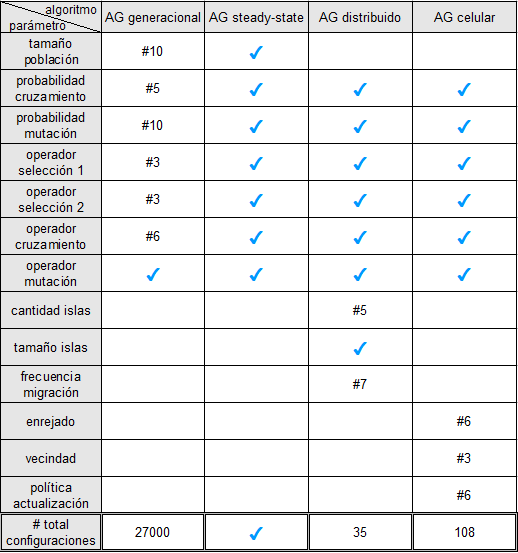 algoritmo
parámetro
AG generacional AG steady-state AG distribuido AG celular
tamaño
población
#10 ✓
probabilidad
cruzamiento
#5 ✓ ✓ ✓
probabilidad
mutación
#10 ✓ ✓ ✓
operador
selección 1
#3 ✓ ✓ ✓
operador
selección 2
#3 ✓ ✓ ✓
operador
cruzamiento
#6 ✓ ✓ ✓
operador
mutación
✓ ✓ ✓ ✓
cantidad islas #5
tamaño islas ✓
frecuencia
migración
#7
enrejado #6
vecindad #3
política
actualización
#6
# total
configuraciones
27000 ✓ 35 108